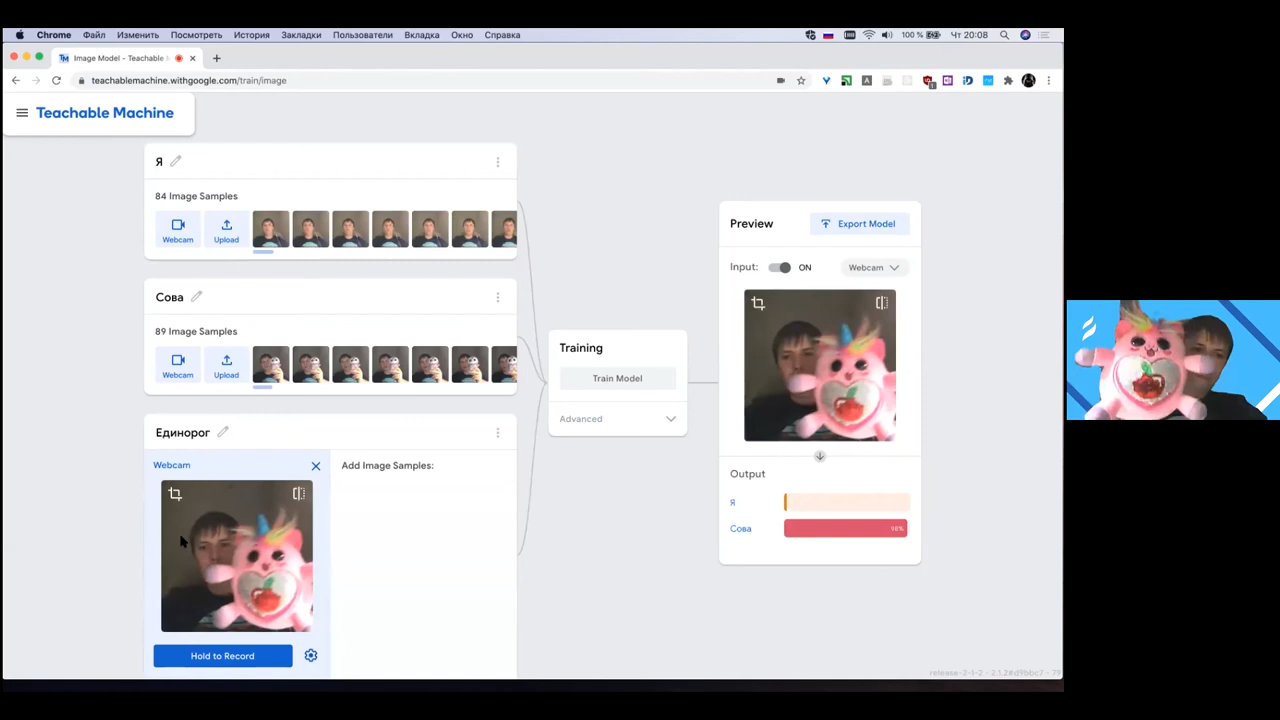 Chrome Файл Изменить Посмотреть История Закладки Пользователи Вкладка Окно Справка 100 % Чт 20:08
Image Model - Teachable
teachablemachine.withgoogle.com/train/image
Teachable Machine
Я
84 Image Samples
Webcam Upload
Сова
89 Image Samples
Webcam Upload
Единорог
Webcam
Add Image Samples:
Hold to Record
Training
Train Model
Advanced
Preview
Export Model
Input: ON Webcam
Output
Я
Сова 98%